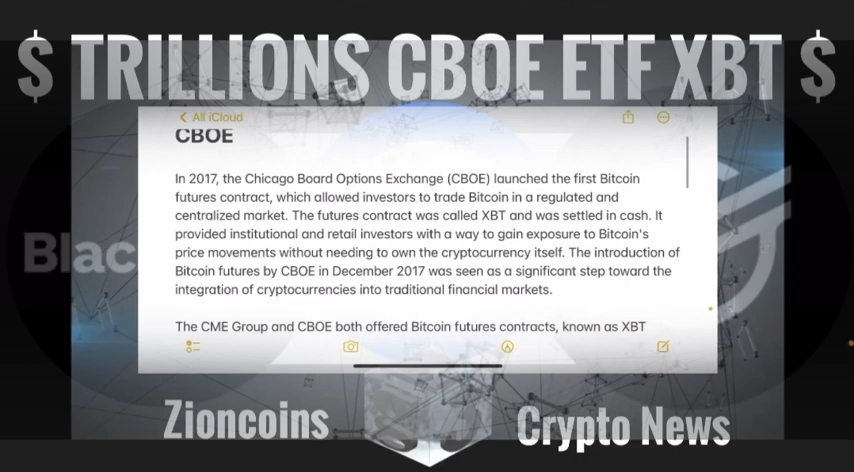 $ TRILLIONS CBOE ETF XBT $
All iCloud
CBOE
In 2017, the Chicago Board Options Exchange (CBOE) launched the first Bitcoin
futures contract, which allowed investors to trade Bitcoin in a regulated and
centralized market. The futures contract was called XBT and was settled in cash. It
provided institutional and retail investors with a way to gain exposure to Bitcoin's
price movements without needing to own the cryptocurrency itself. The introduction of
Bitcoin futures by CBOE in December 2017 was seen as a significant step toward the
integration of cryptocurrencies into traditional financial markets.
The CME Group and CBOE both offered Bitcoin futures contracts, known as XBT
Blac
Zioncoins
Crypto News